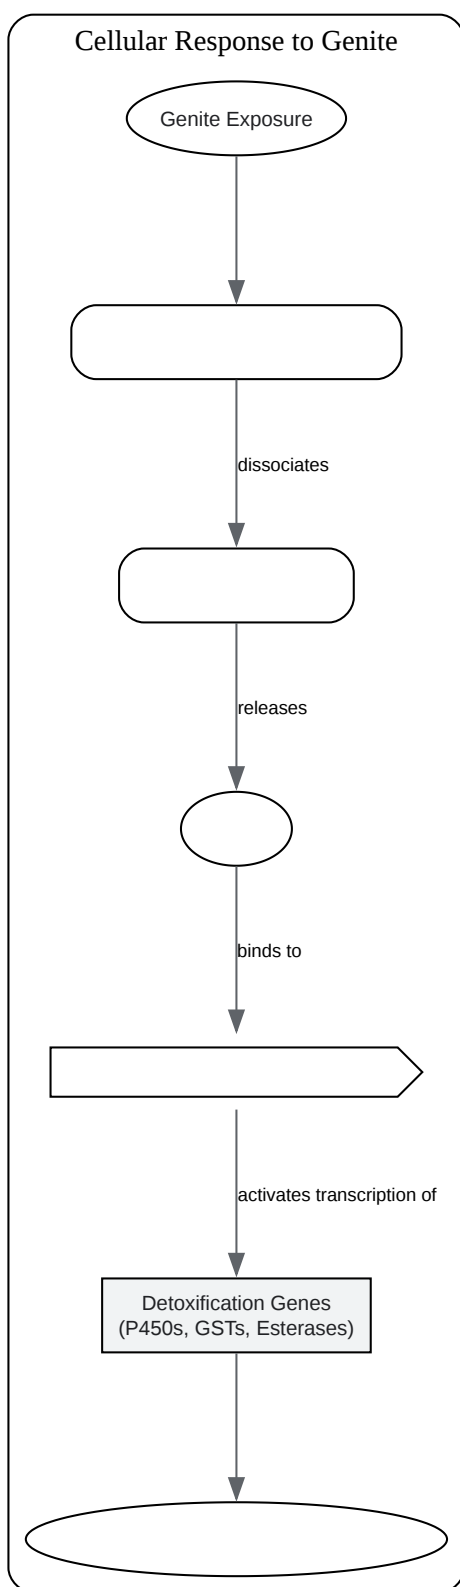 Cellular Response to Genite
Genite Exposure
dissociates
releases
binds to
activates transcription of
Detoxification Genes
(P450s, GSTs, Esterases)